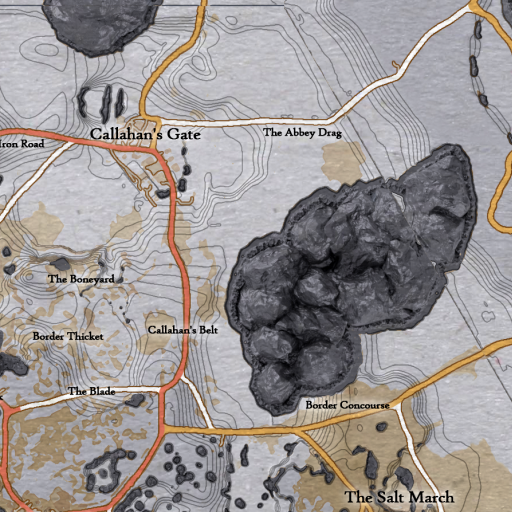 Callahan's Gate
The Abbey Drag
Iron Road
The Boneyard
Border Thicket
Callahan's Belt
The Blade
Border Concourse
The Salt March